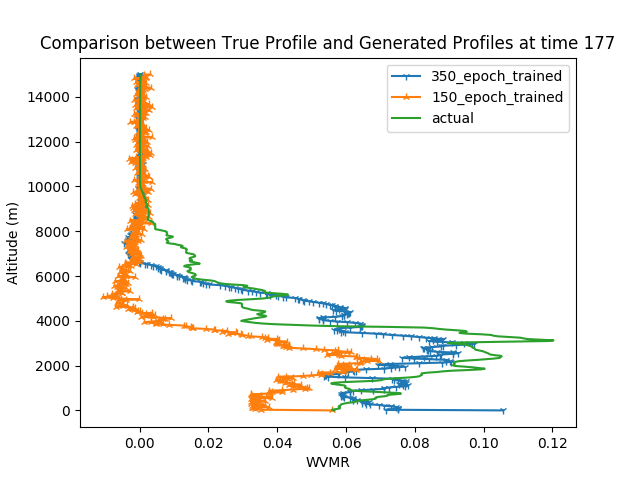 Comparison between True Profile and Generated Profiles at time 177
350_epoch_trained
150_epoch_trained
actual
14000
12000
10000
8000
6000
4000
2000
0
Altitude (m)
0.00 0.02 0.04 0.06 0.08 0.10 0.12
WVMR